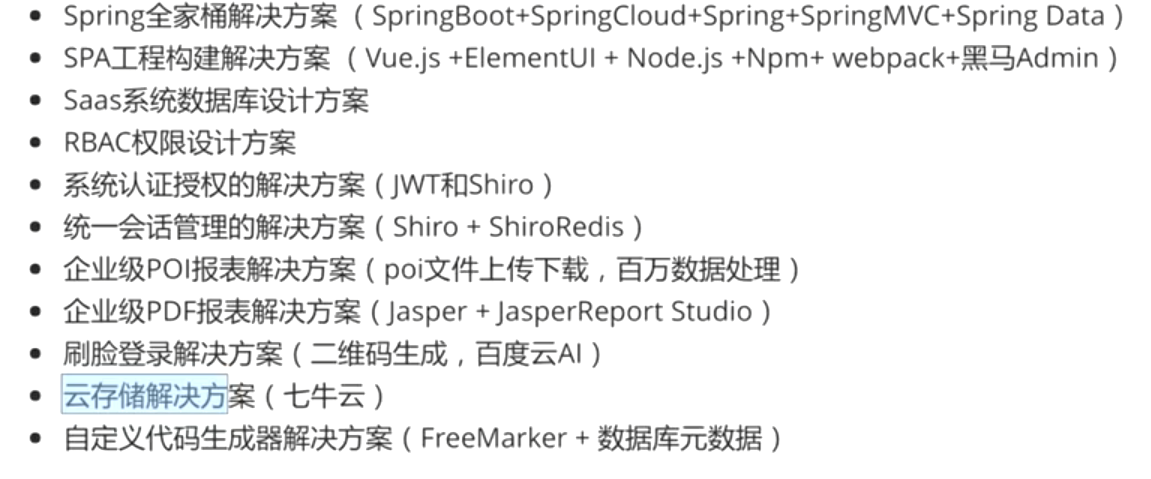 Spring全家桶解决方案 （SpringBoot+SpringCloud+Spring+SpringMVC+Spring Data ）
SPA工程构建解决方案 （ Vue.js +ElementUI + Node.js +Npm+ webpack+黑马Admin ）
Saas系统数据库设计方案
RBAC权限设计方案
系统认证授权的解决方案（ JWT和Shiro ）
统一会话管理的解决方案（ Shiro + ShiroRedis ）
企业级POI报表解决方案（ poi文件上传下载，百万数据处理 ）
企业级PDF报表解决方案（ Jasper + JasperReport Studio ）
刷脸登录解决方案（ 二维码生成，百度云AI ）
云存储解决方案（ 七牛云 ）
自定义代码生成器解决方案（ FreeMarker + 数据库元数据 ）